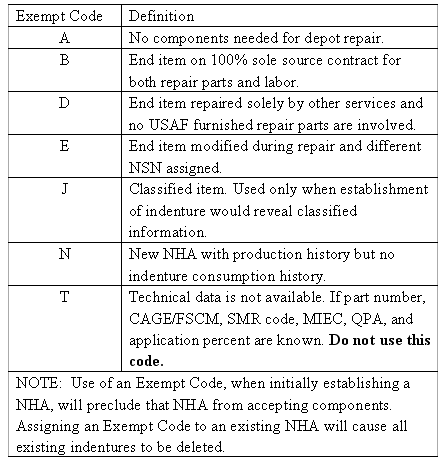 Exempt Code Definition
A No components needed for depot repair.
B End item on 100% sole source contract for
both repair parts and labor.
D End item repaired solely by other services and
no USAF furnished repair parts are involved.
E End item modified during repair and different
NSN assigned.
J Classified item. Used only when establishment
of indenture would reveal classified
information.
N New NHA with production history but no
indenture consumption history.
T Technical data is not available. If part number,
CAGE/FSCM, SMR code, MIEC, QPA, and
application percent are known. Do not use this
code.
NOTE: Use of an Exempt Code, when initially establishing a
NHA, will preclude that NHA from accepting components.
Assigning an Exempt Code to an existing NHA will cause all
existing indentures to be deleted.